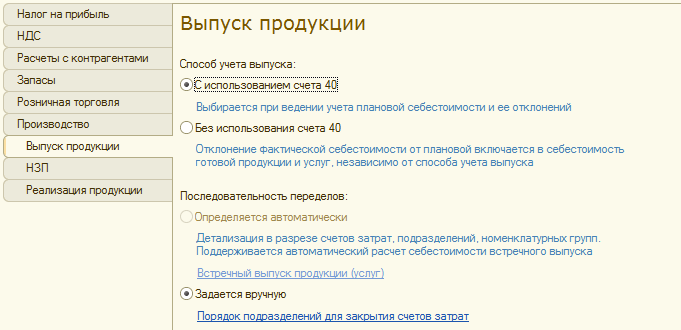 Налог на прибыль
НДС
Расчеты с контрагентами
Запасы
Розничная торговля
Производство
Выпуск продукции
НЗП
Реализация продукции
Выпуск продукции
Способ учета выпуска:
С использованием счета 40
Выбирается при ведении учета плановой себестоимости и ее отклонений
Без использования счета 40
Отклонение фактической себестоимости от плановой включается в себестоимость
готовой продукции и услуг, независимо от способа учета выпуска
Последовательность переделов:
Определяется автоматически
Детализация в разрезе счетов затрат, подразделений, номенклатурных групп.
Поддерживается автоматический расчет себестоимости встречного выпуска
Встречный выпуск продукции (услуг)
Задается вручную
Порядок подразделений для закрытия счетов затрат